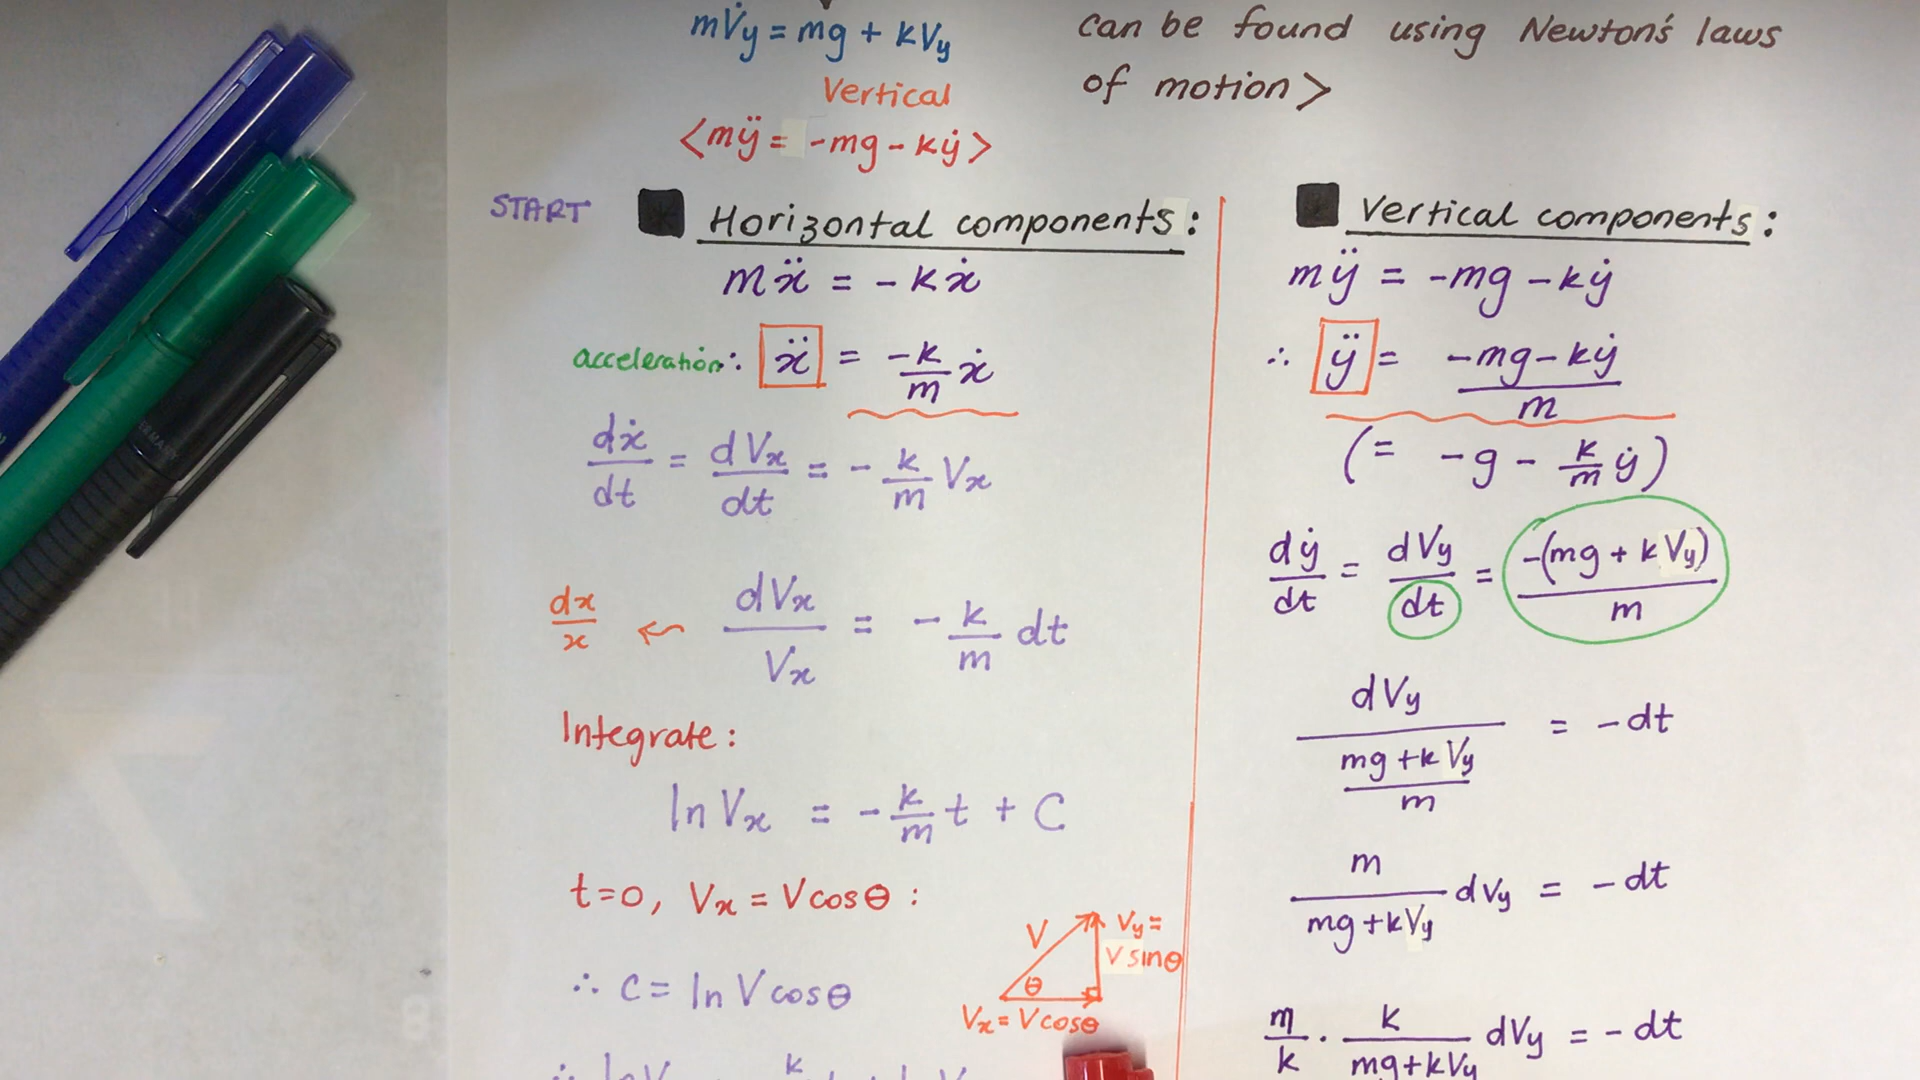 mV̇y = mg + kVy
Vertical
<mÿ = -mg - kẏ>
can be found using Newton's laws
of motion>
START
Horizontal components:
mẍ = -kẋ
acceleration: ẍ = -k/m ẋ
dẋ/dt = dVx/dt = - k/m Vx
dx/x ← dVx/Vx = - k/m dt
Integrate:
ln Vx = - k/m t + C
t=0, Vx = Vcosθ :
∴ C = ln Vcosθ
V
θ
Vy =
V sinθ
Vx = Vcosθ
Vertical components:
mÿ = -mg - kẏ
∴ ÿ = -mg-kẏ/m
(= -g - k/m ẏ)
dẏ/dt = dVy/dt = -(mg + kVy)/m
dVy/((mg+kVy)/m) = -dt
m/(mg+kVy) dVy = -dt
m/k . k/(mg+kVy) dVy = -dt